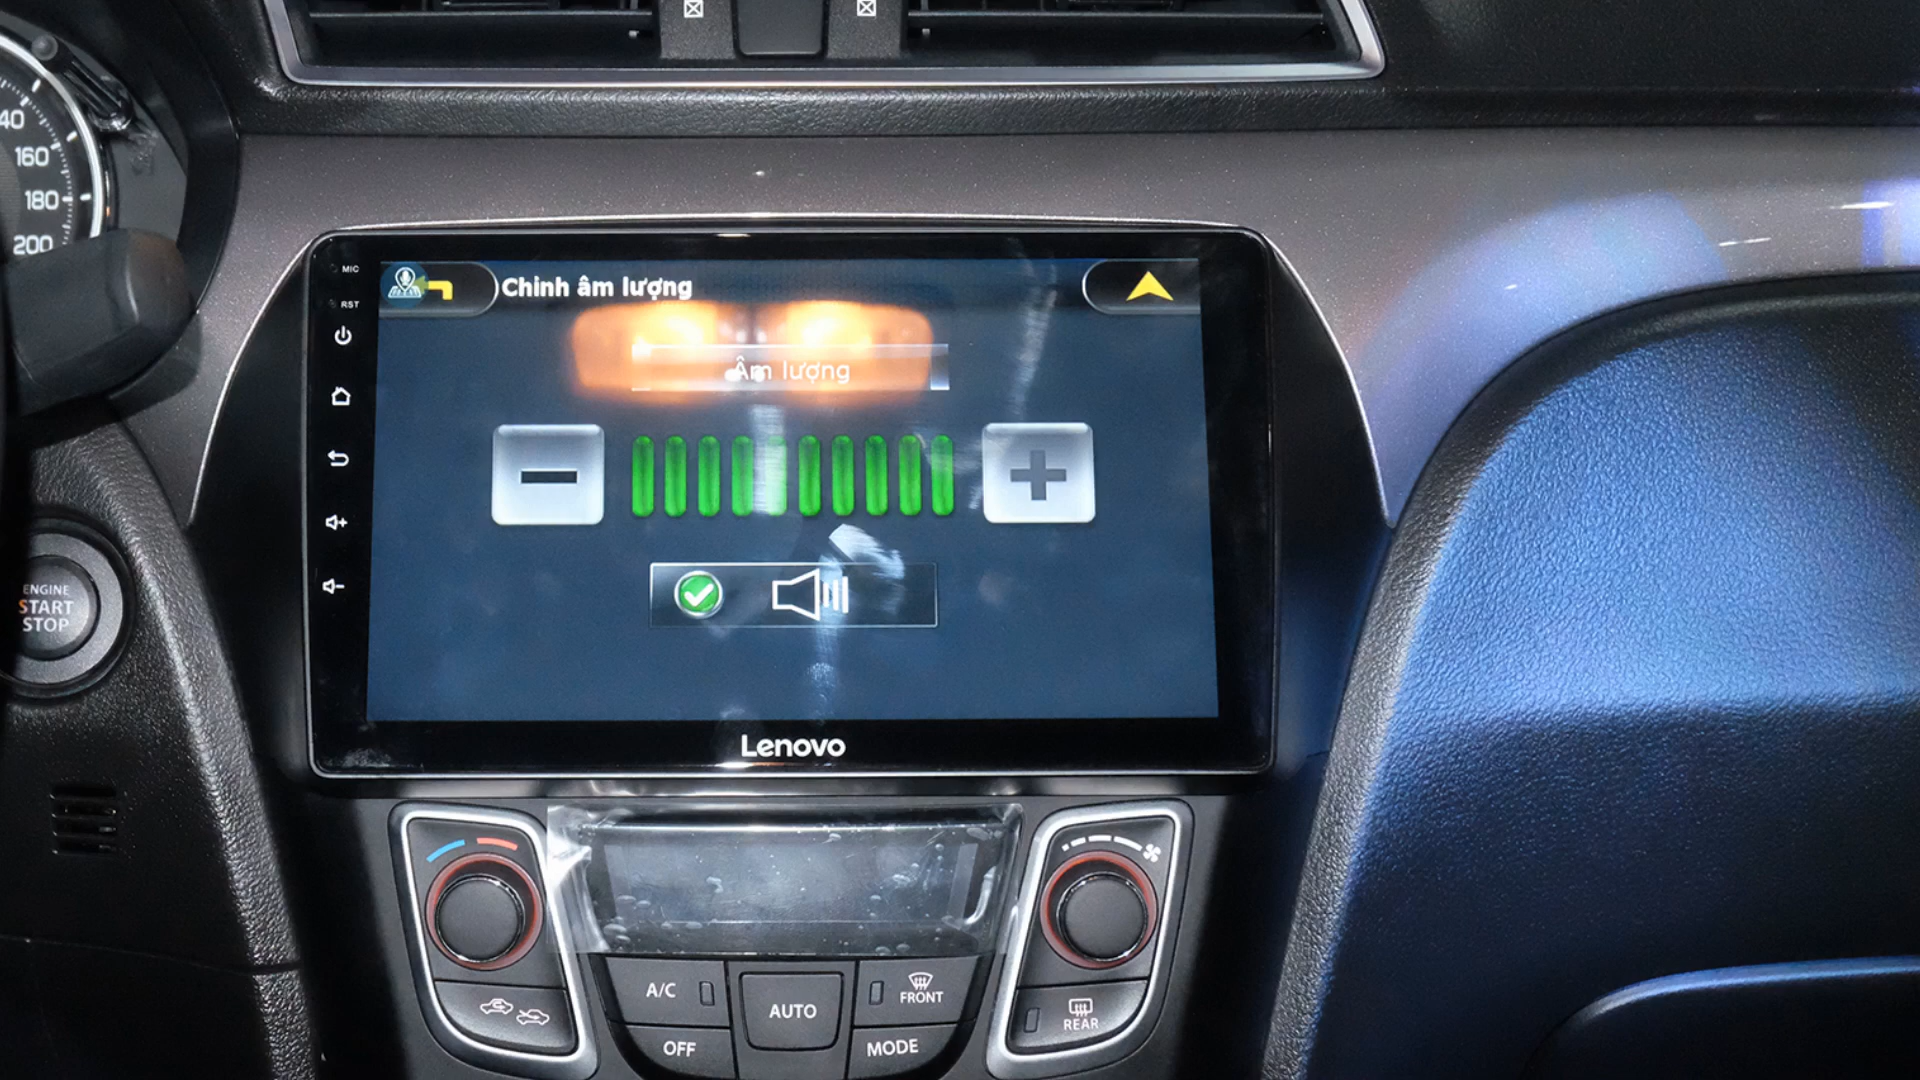 40
160
180
200
MIC
RST
Chỉnh âm lượng
Âm lượng
ENGINE
START
STOP
Lenovo
A/C
AUTO
FRONT
OFF
MODE
REAR